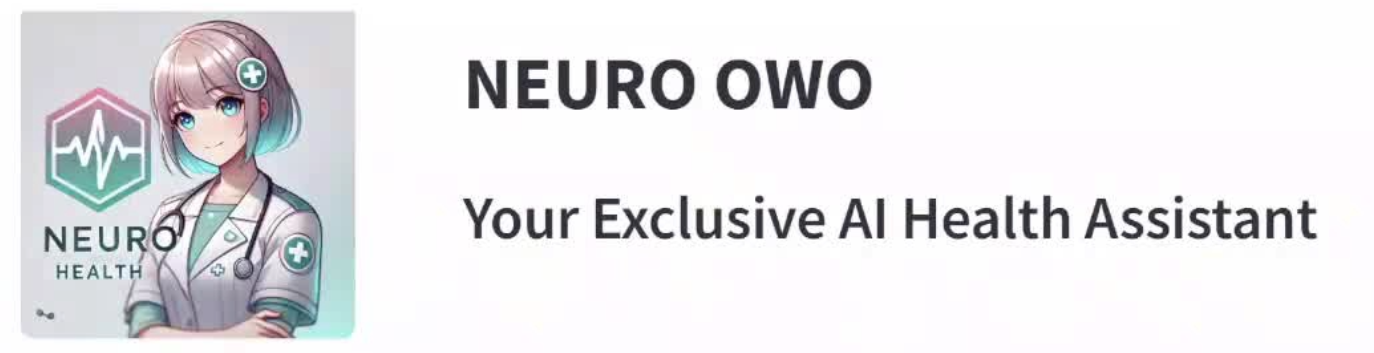 NEURO
HEALTH
NEURO OWO
Your Exclusive AI Health Assistant